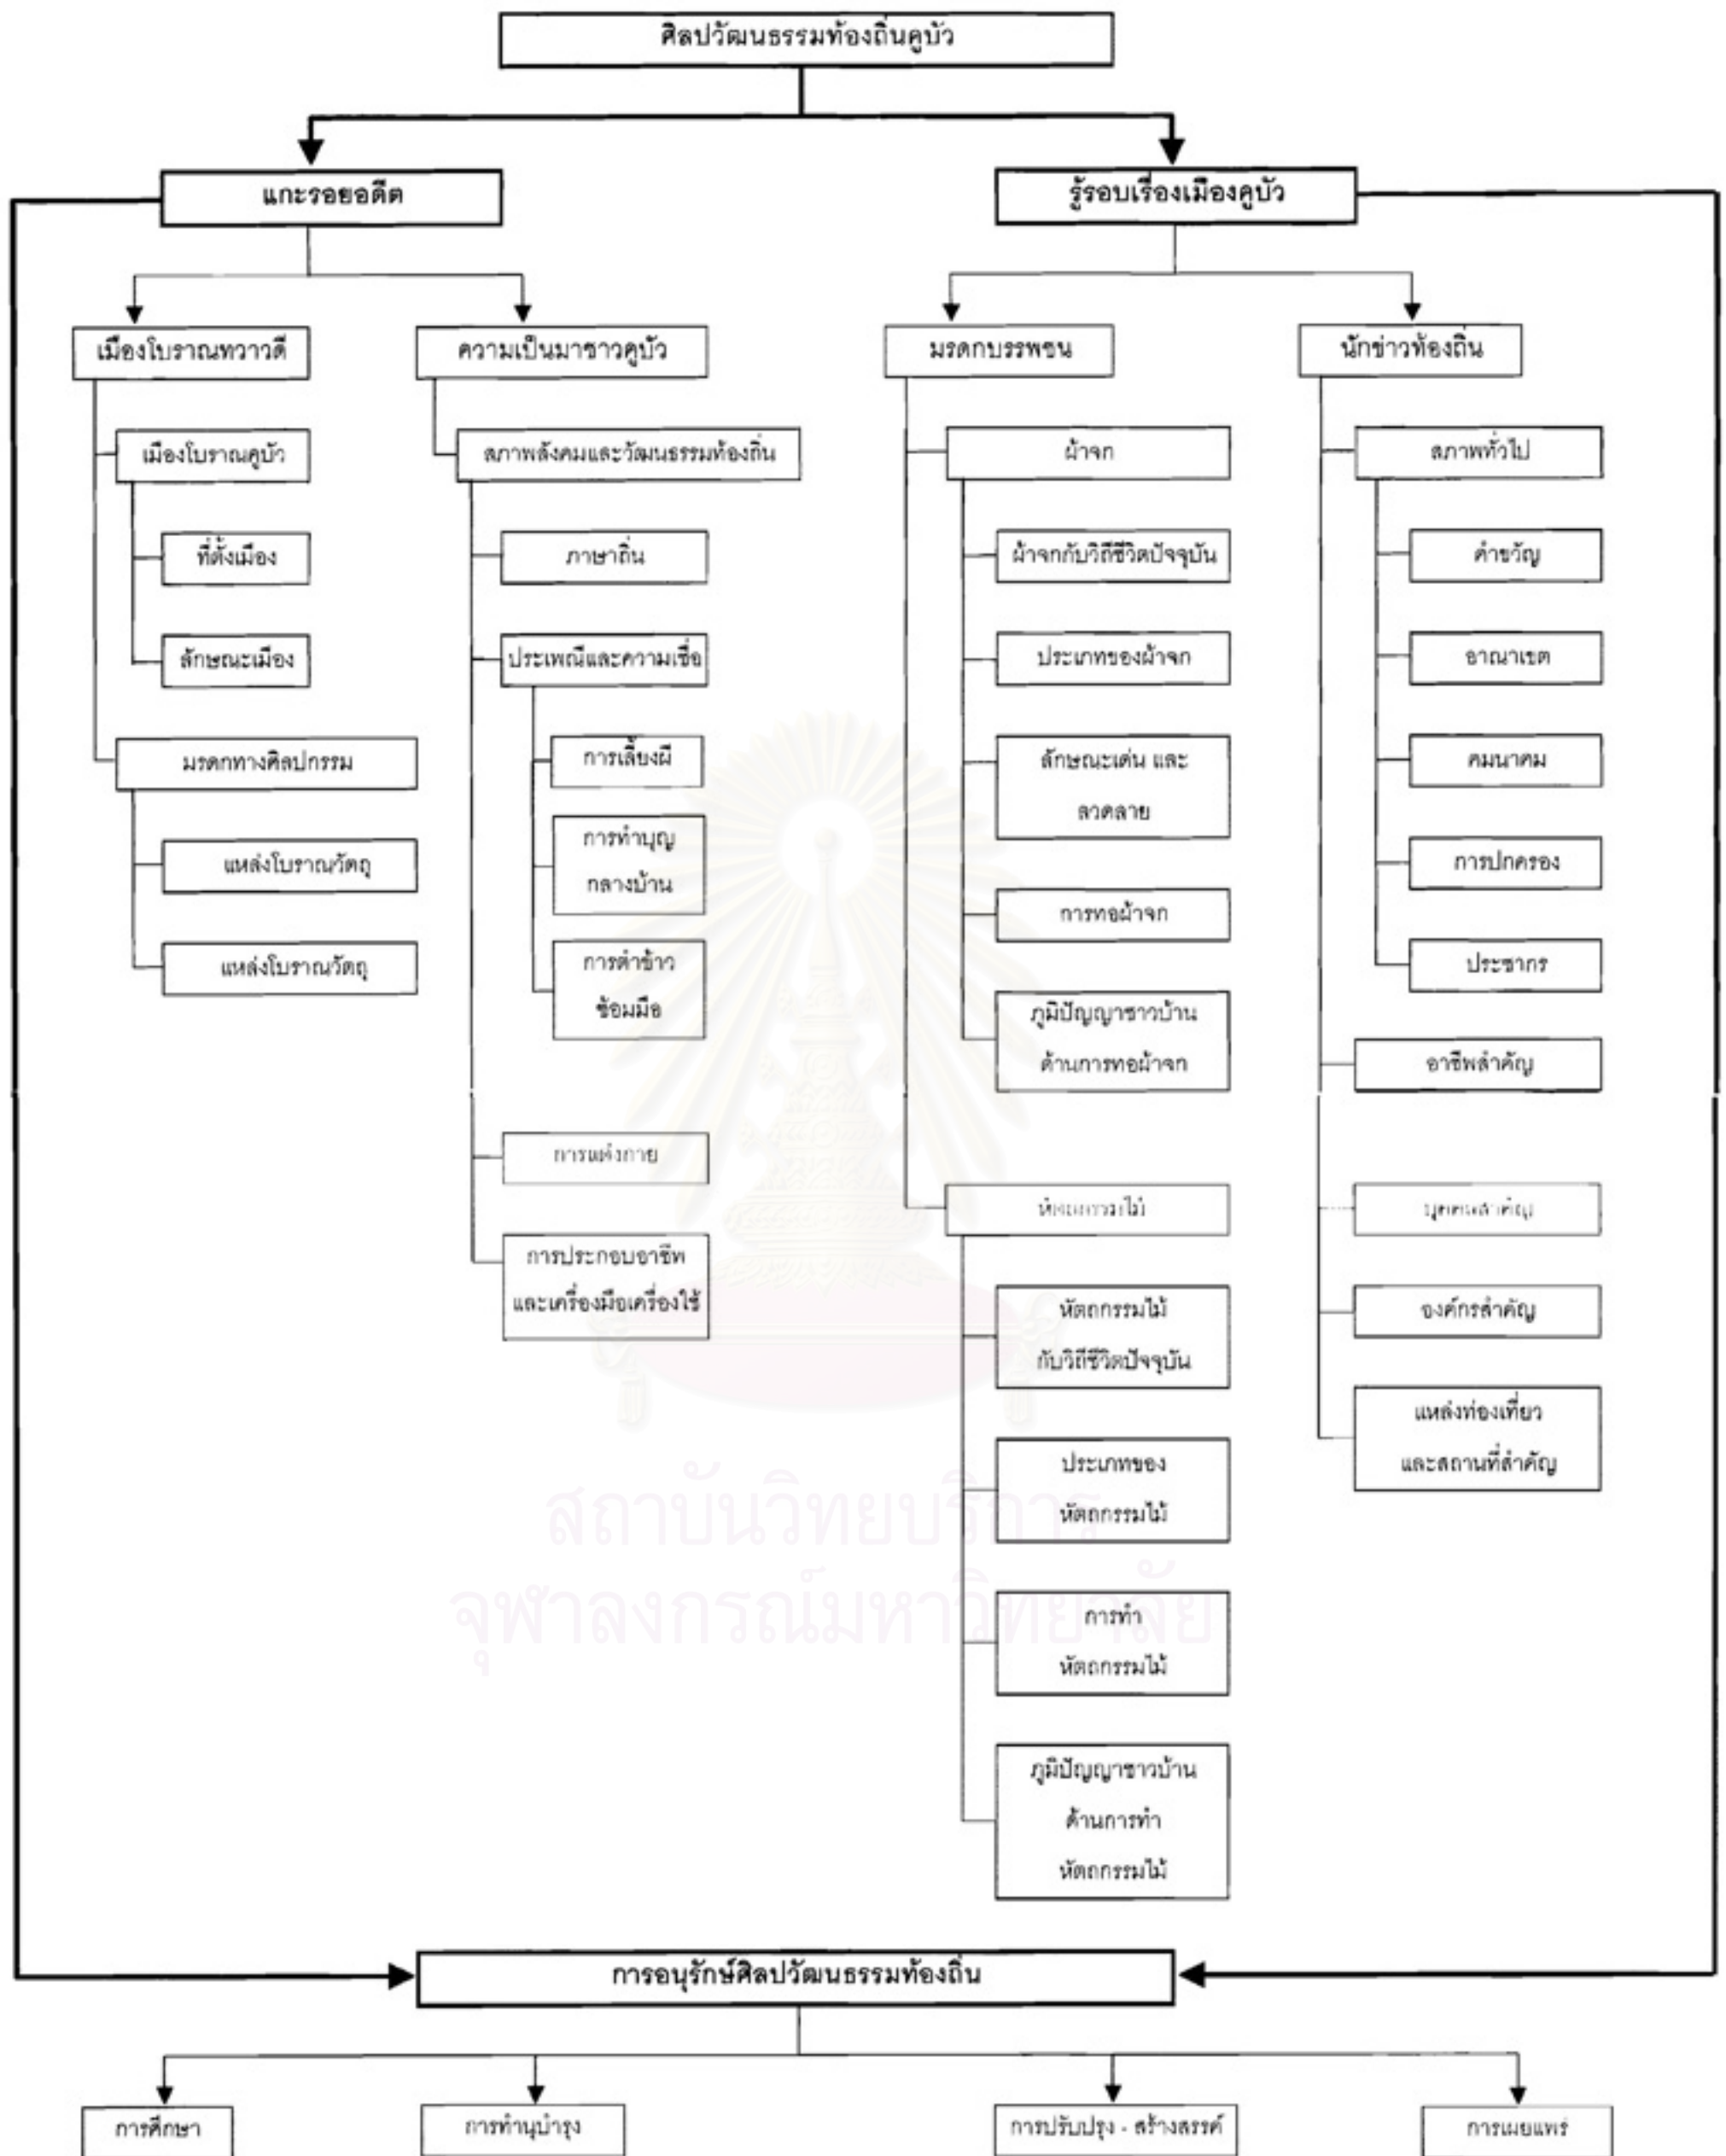 ศิลปวัฒนธรรมท้องถิ่นคูบัว
แกะรอยอดีต
รู้รอบเรื่องเมืองคูบัว
เมืองโบราณทวาวดี
ความเป็นมาชาวคูบัว
มรดกบรรพชน
นักข่าวท้องถิ่น
เมืองโบราณคูบัว
ที่ตั้งเมือง
ลักษณะเมือง
มรดกทางศิลปกรรม
แหล่งโบราณวัตถุ
แหล่งโบราณวัตถุ
สภาพสังคมและวัฒนธรรมท้องถิ่น
ภาษาถิ่น
ประเพณีและความเชื่อ
การเลี้ยงผี
การทำบุญ
กลางบ้าน
การตำข้าว
ซ้อมมือ
การแต่งกาย
การประกอบอาชีพ
และเครื่องมือเครื่องใช้
ผ้าจก
ผ้าจกกับวิถีชีวิตปัจจุบัน
ประเภทของผ้าจก
ลักษณะเด่น และ
ลวดลาย
การทอผ้าจก
ภูมิปัญญาชาวบ้าน
ด้านการทอผ้าจก
หัตถกรรมไม้
หัตถกรรมไม้
กับวิถีชีวิตปัจจุบัน
ประเภทของ
หัตถกรรมไม้
การทำ
หัตถกรรมไม้
ภูมิปัญญาชาวบ้าน
ด้านการทำ
หัตถกรรมไม้
สภาพทั่วไป
คำขวัญ
อาณาเขต
คมนาคม
การปกครอง
ประชากร
อาชีพสำคัญ
บุคคลสำคัญ
องค์กรสำคัญ
แหล่งท่องเที่ยว
และสถานที่สำคัญ
สถาบันวิทยบริการ
จุฬาลงกรณ์มหาวิทยาลัย
การอนุรักษ์ศิลปวัฒนธรรมท้องถิ่น
การศึกษา
การทำนุบำรุง
การปรับปรุง - สร้างสรรค์
การเผยแพร่